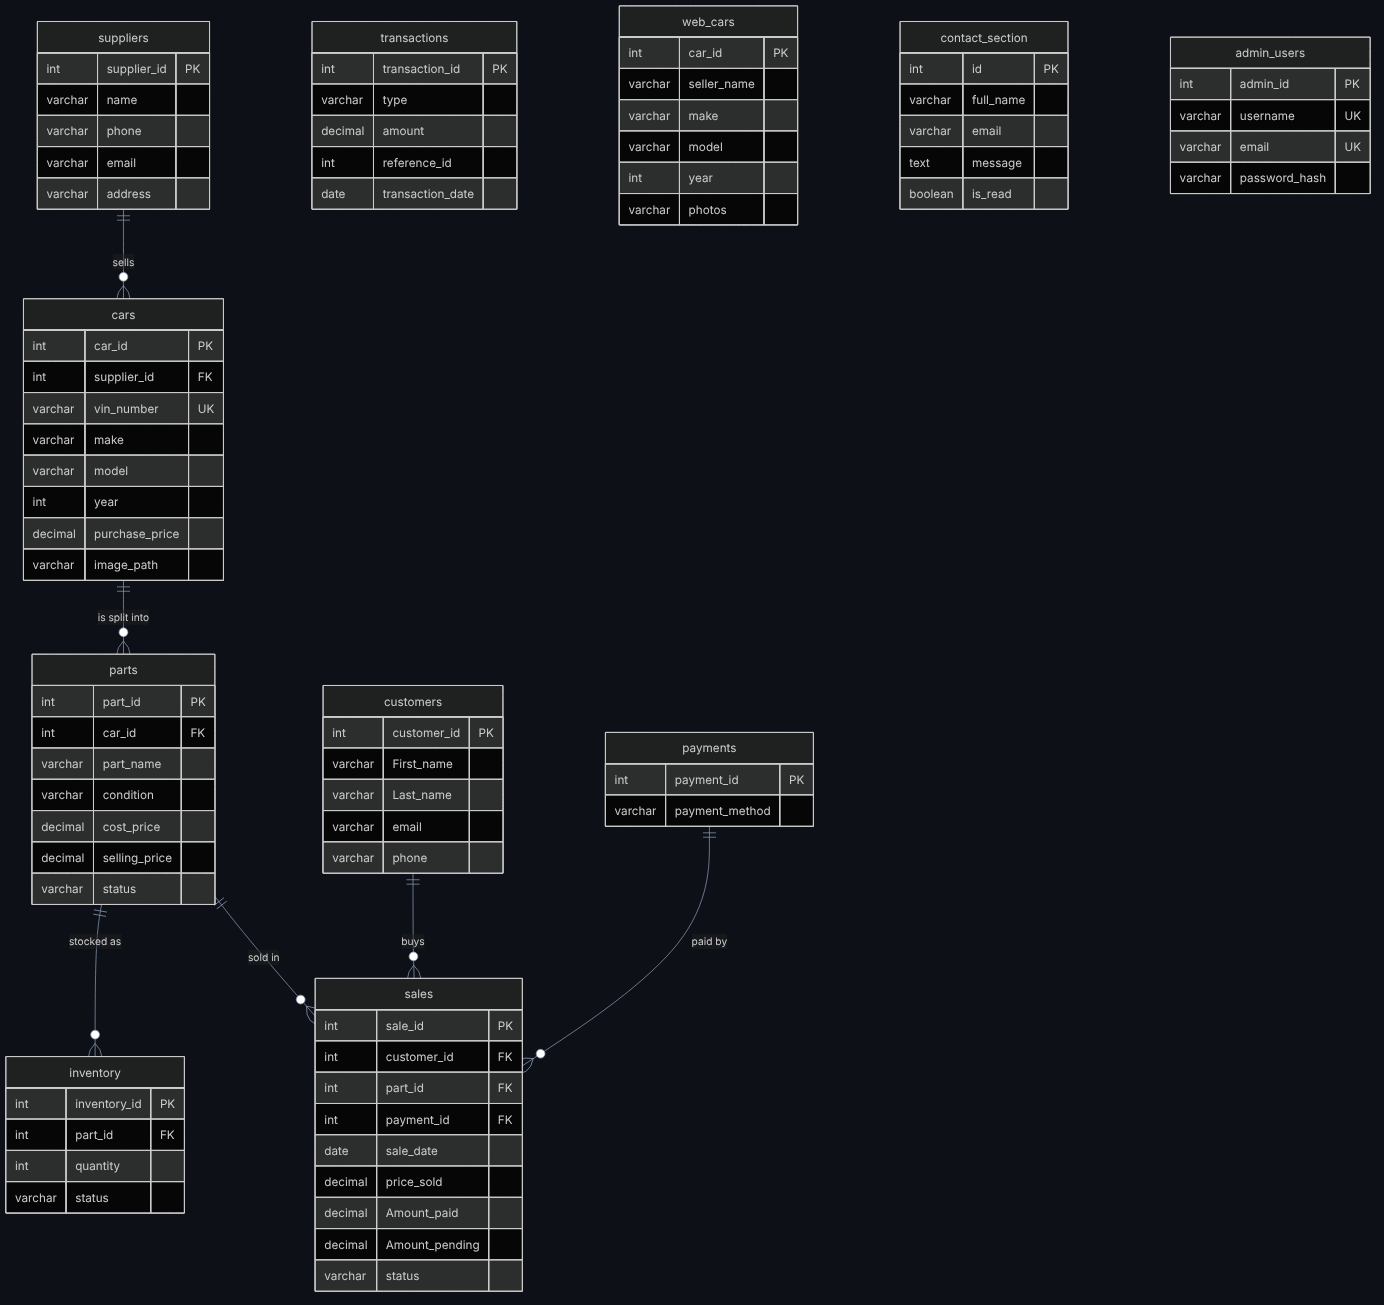 suppliers
int supplier_id PK
varchar name
varchar phone
varchar email
varchar address
transactions
int transaction_id PK
varchar type
decimal amount
int reference_id
date transaction_date
web_cars
int car_id PK
varchar seller_name
varchar make
varchar model
int year
varchar photos
contact_section
int id PK
varchar full_name
varchar email
text message
boolean is_read
admin_users
int admin_id PK
varchar username UK
varchar email UK
varchar password_hash
sells
cars
int car_id PK
int supplier_id FK
varchar vin_number UK
varchar make
varchar model
int year
decimal purchase_price
varchar image_path
is split into
parts
int part_id PK
int car_id FK
varchar part_name
varchar condition
decimal cost_price
decimal selling_price
varchar status
customers
int customer_id PK
varchar First_name
varchar Last_name
varchar email
varchar phone
payments
int payment_id PK
varchar payment_method
stocked as
sold in
buys
paid by
inventory
int inventory_id PK
int part_id FK
int quantity
varchar status
sales
int sale_id PK
int customer_id FK
int part_id FK
int payment_id FK
date sale_date
decimal price_sold
decimal Amount_paid
decimal Amount_pending
varchar status